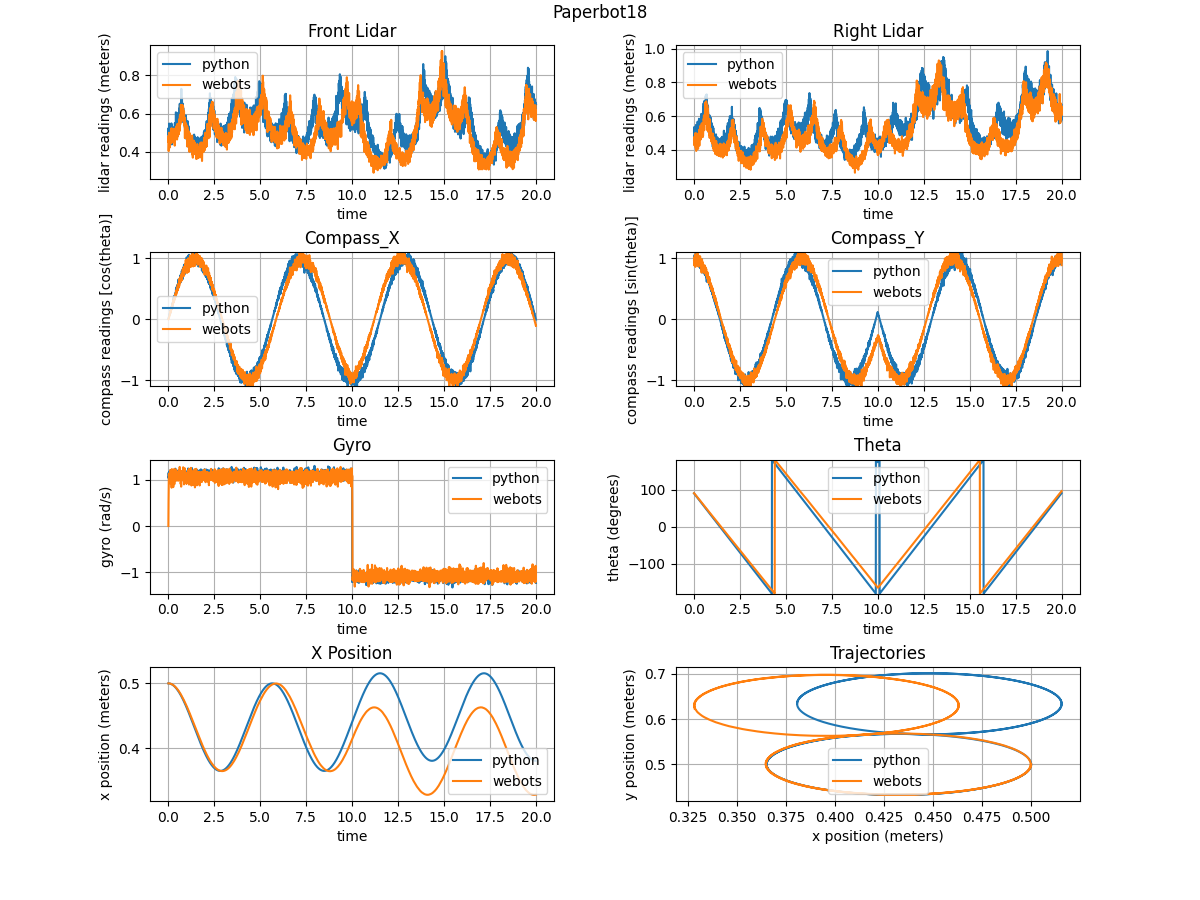 Paperbot18
Front Lidar
lidar readings (meters)
0.8
0.6
0.4
python
webots
0.0 2.5 5.0 7.5 10.0 12.5 15.0 17.5 20.0
time
Right Lidar
lidar readings (meters)
1.0
0.8
0.6
0.4
python
webots
0.0 2.5 5.0 7.5 10.0 12.5 15.0 17.5 20.0
time
Compass_X
compass readings [cos(theta)]
1
0
−1
python
webots
0.0 2.5 5.0 7.5 10.0 12.5 15.0 17.5 20.0
time
Compass_Y
compass readings [sin(theta)]
1
0
−1
python
webots
0.0 2.5 5.0 7.5 10.0 12.5 15.0 17.5 20.0
time
Gyro
gyro (rad/s)
1
0
−1
python
webots
0.0 2.5 5.0 7.5 10.0 12.5 15.0 17.5 20.0
time
Theta
theta (degrees)
100
0
−100
python
webots
0.0 2.5 5.0 7.5 10.0 12.5 15.0 17.5 20.0
time
X Position
x position (meters)
0.5
0.4
python
webots
0.0 2.5 5.0 7.5 10.0 12.5 15.0 17.5 20.0
time
Trajectories
y position (meters)
0.7
0.6
0.5
python
webots
0.325 0.350 0.375 0.400 0.425 0.450 0.475 0.500
x position (meters)